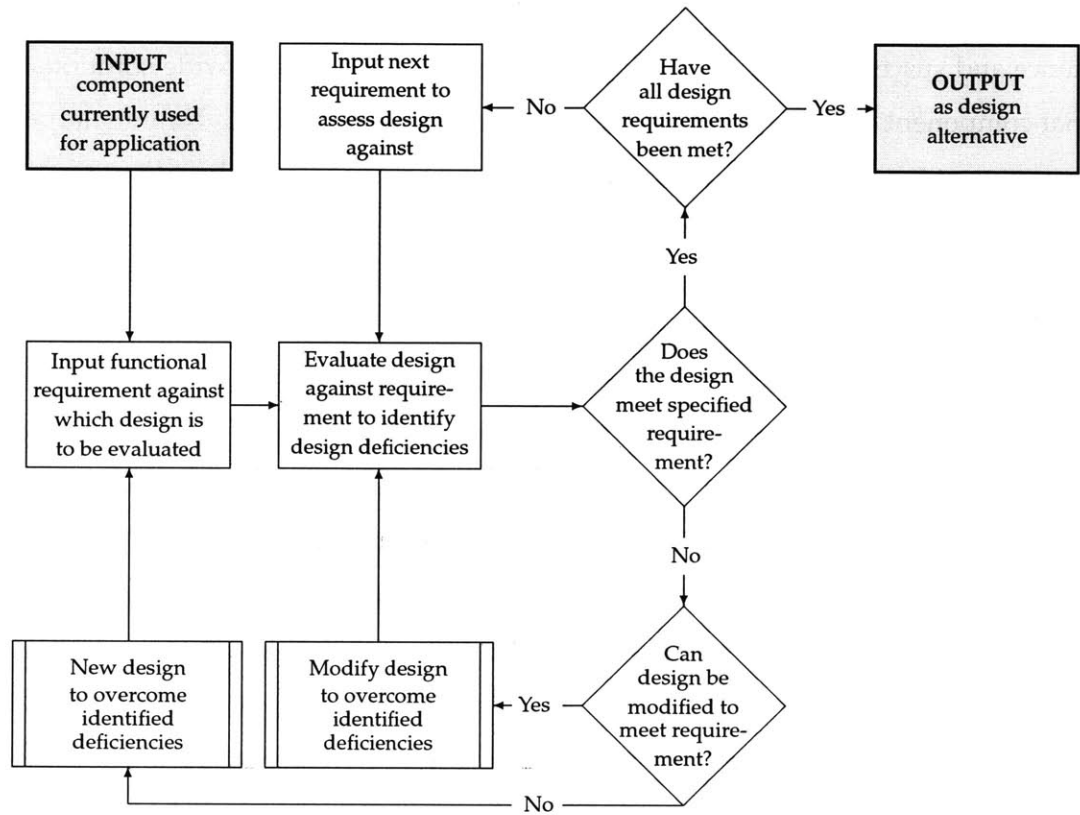 INPUT
component
currently used
for application
Input next
requirement to
assess design
against
No
Have
all design
requirements
been met?
Yes
OUTPUT
as design
alternative
Yes
Input functional
requirement against
which design is
to be evaluated
Evaluate design
against require-
ment to identify
design deficiencies
Does
the design
meet specified
require-
ment?
No
New design
to overcome
identified
deficiencies
Modify design
to overcome
identified
deficiencies
Yes
Can
design be
modified to
meet require-
ment?
No